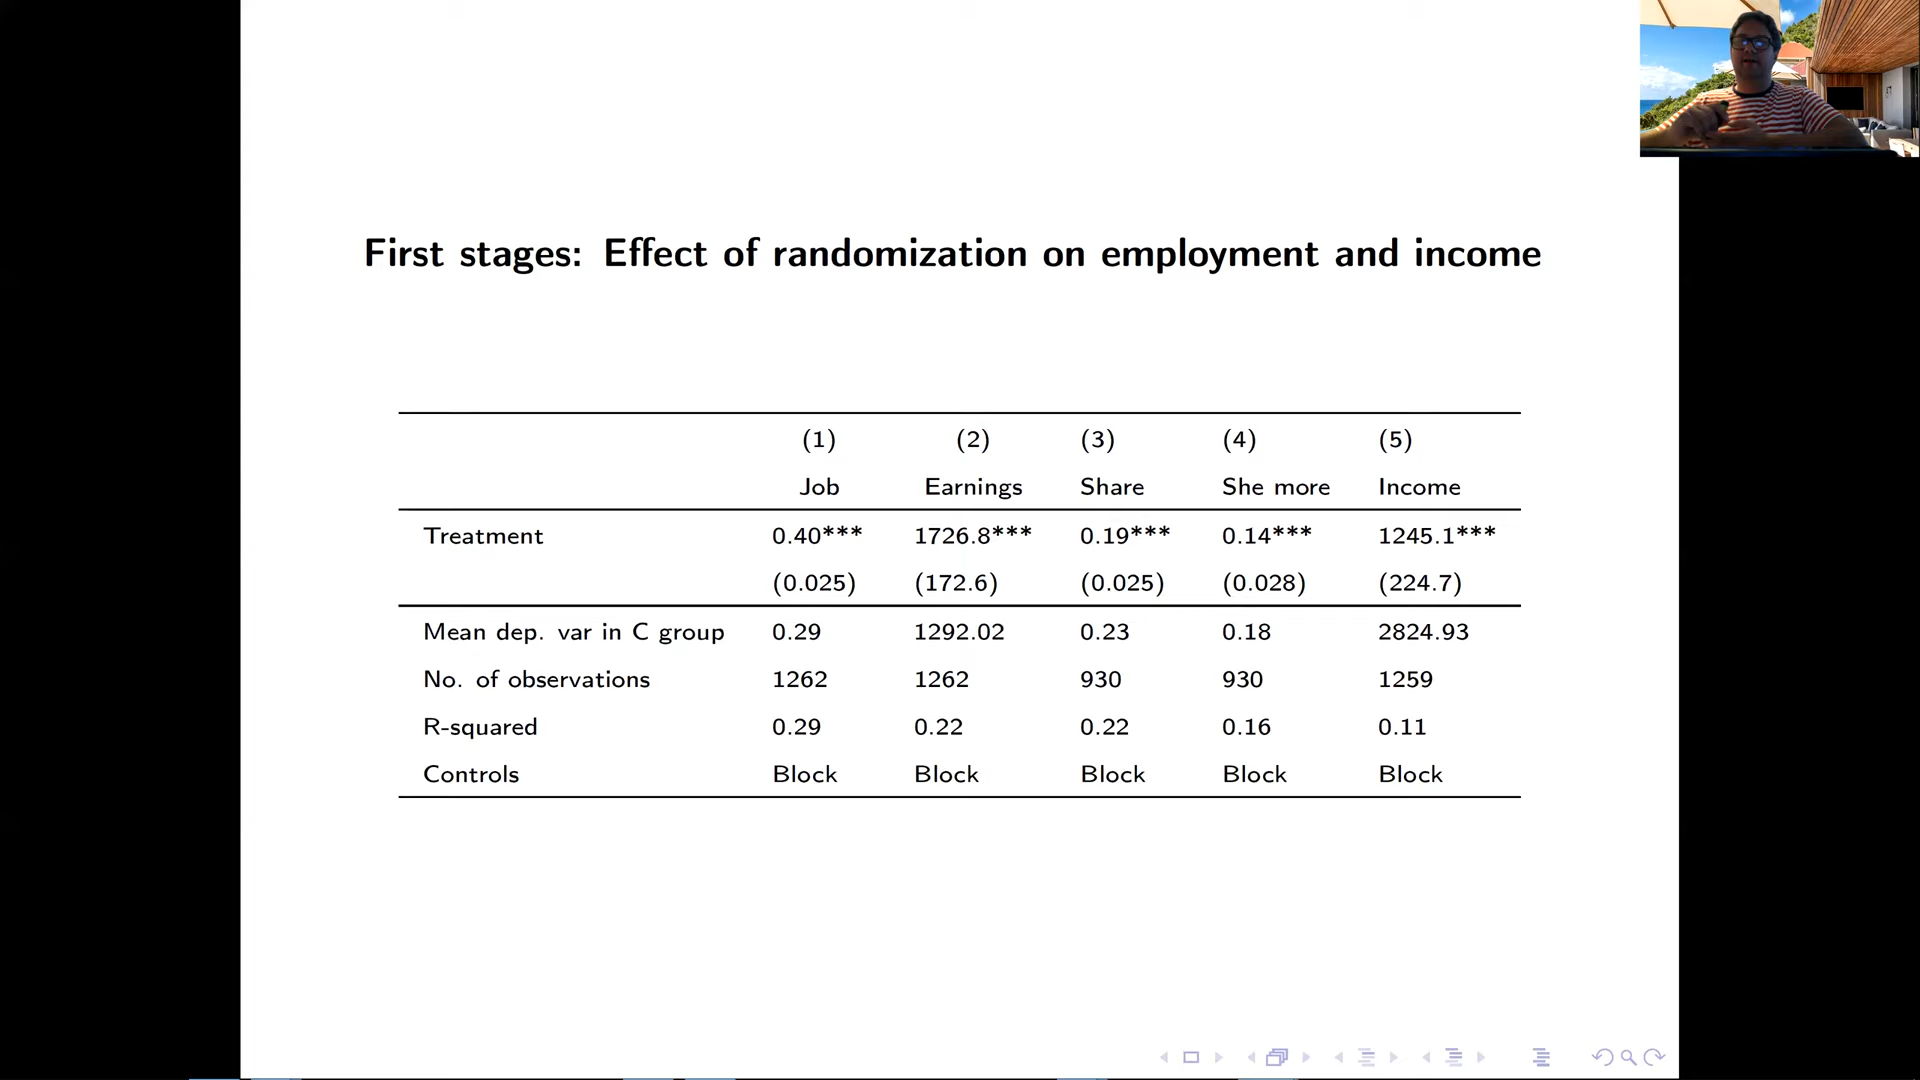 First stages: Effect of randomization on employment and income
(1) (2) (3) (4) (5)
Job Earnings Share She more Income
Treatment 0.40*** 1726.8*** 0.19*** 0.14*** 1245.1***
(0.025) (172.6) (0.025) (0.028) (224.7)
Mean dep. var in C group 0.29 1292.02 0.23 0.18 2824.93
No. of observations 1262 1262 930 930 1259
R-squared 0.29 0.22 0.22 0.16 0.11
Controls Block Block Block Block Block